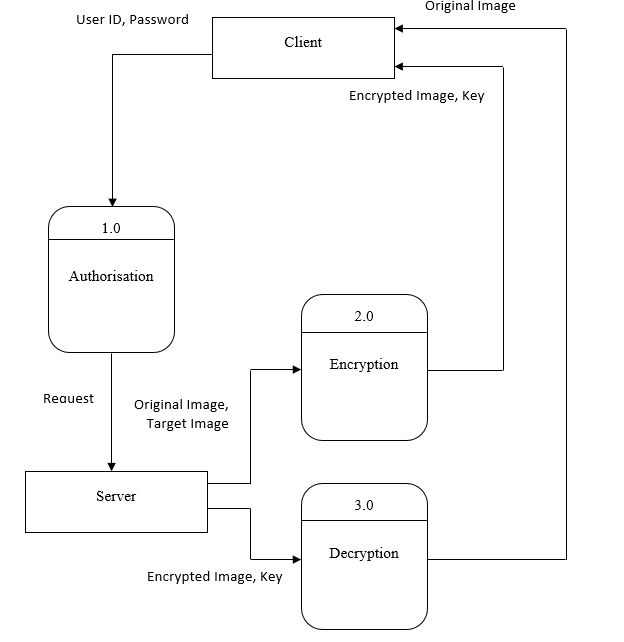 Original Image
User ID, Password
Client
Encrypted Image, Key
1.0
Authorisation
2.0
Encryption
Request
Original Image,
Target Image
Server
3.0
Decryption
Encrypted Image, Key